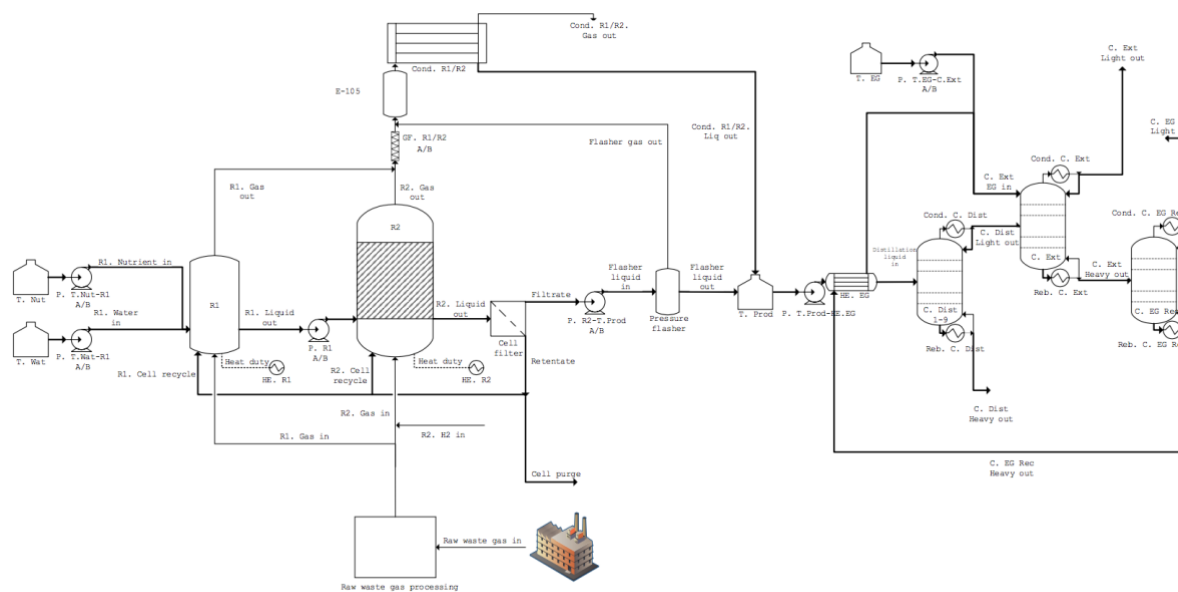 Cond. R1/R2.
Gas out
Cond. R1/R2
E-105
GF. R1/R2
A/B
Flasher gas out
Cond. R1/R2.
Liq out
T. EG
P. T.EG-C.Ext
A/B
C. Ext
Light out
C. EG
Light
R1. Gas
out
R2. Gas
out
C. Ext
EG in
Cond. C. Ext
R2
Cond. C. Dist
C. Dist
Light out
Cond. C. EG Re
R1. Nutrient in
T. Nut
P. T.Nut-R1
A/B
Distillation
liquid
in
C. Ext
C. Ext
Heavy out
Reb. C. Ext
R1
Flasher
liquid
in
Flasher
liquid
out
R1. Water
in
R1. Liquid
out
R2. Liquid
out
Filtrate
HE. EG
T. Wat
P. T.Wat-R1
A/B
P. R1
A/B
P. R2-T.Prod
A/B
Pressure
flasher
T. Prod
P. T.Prod-HE.EG
C. Dist
1-9
C. EG Rec
Cell
filter
Reb. C. Dist
Reb. C. EG Re
Heat duty
Heat duty
Retentate
R1. Cell recycle
HE. R1
R2. Cell
recycle
HE. R2
R2. Gas in
C. Dist
Heavy out
R2. H2 in
R1. Gas in
C. EG Rec
Heavy out
Cell purge
Raw waste gas in
Raw waste gas processing